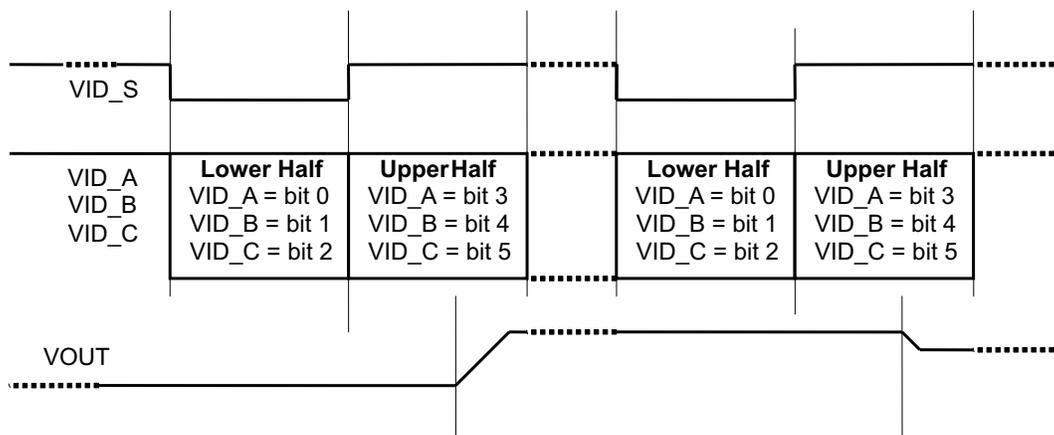 VID_S
VID_A
VID_B
VID_C
Lower Half
VID_A = bit 0
VID_B = bit 1
VID_C = bit 2
UpperHalf
VID_A = bit 3
VID_B = bit 4
VID_C = bit 5
Lower Half
VID_A = bit 0
VID_B = bit 1
VID_C = bit 2
Upper Half
VID_A = bit 3
VID_B = bit 4
VID_C = bit 5
VOUT